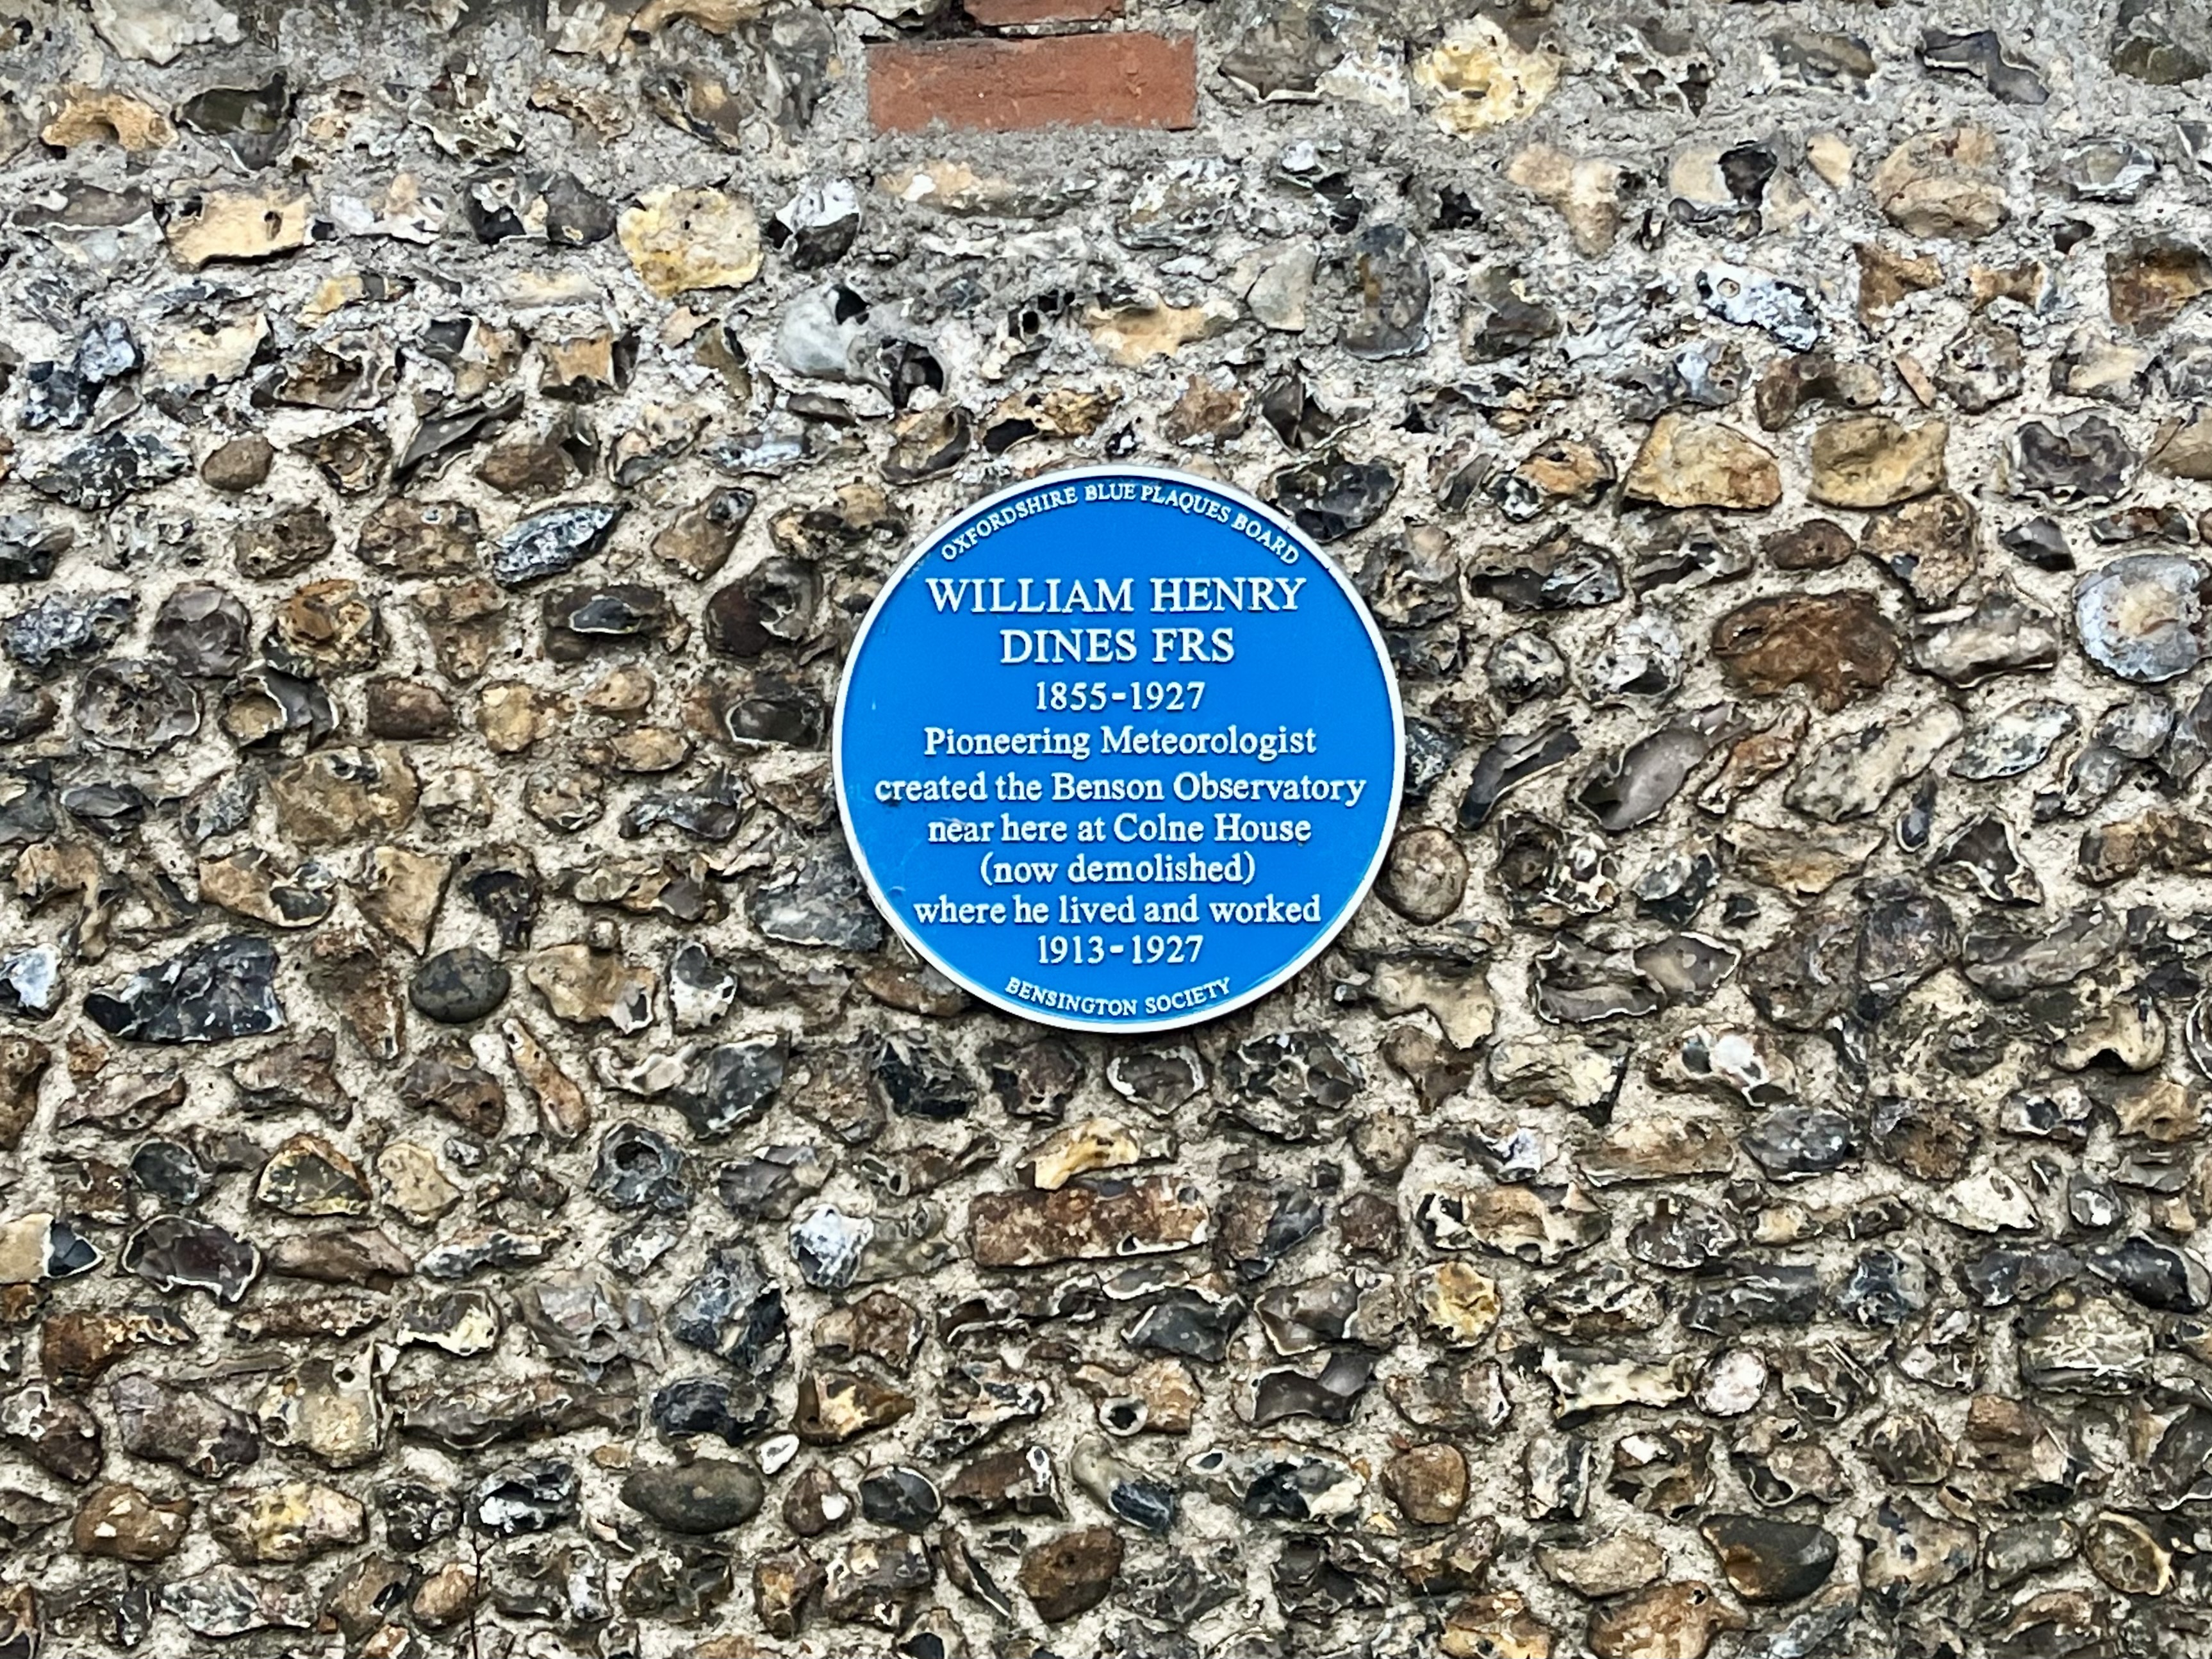 OXFORDSHIRE BLUE PLAQUES BOARD
WILLIAM HENRY
DINES FRS
1855-1927
Pioneering Meteorologist
created the Benson Observatory
near here at Colne House
(now demolished)
where he lived and worked
1913-1927
BENSINGTON SOCIETY